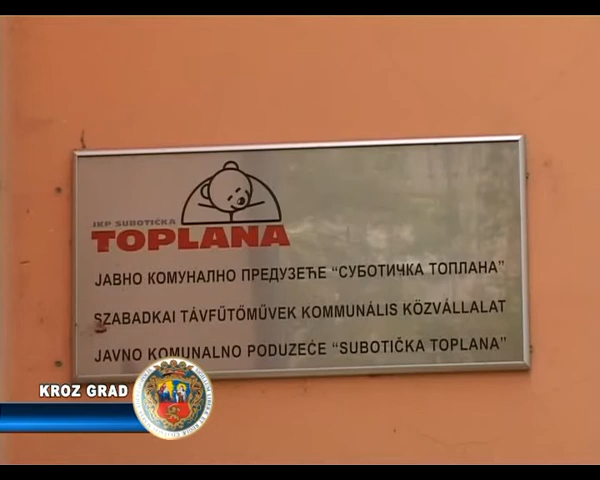 JKP SUBOTIČKA
TOPLANA
ЈАВНО КОМУНАЛНО ПРЕДУЗЕЋЕ “СУБОТИЧКА ТОПЛАНА”
SZABADKAI TÁVFŰTŐMŰVEK KOMMUNÁLIS KÖZVÁLLALAT
JAVNO KOMUNALNO PODUZEĆE “SUBOTIČKA TOPLANA”
KROZ GRAD